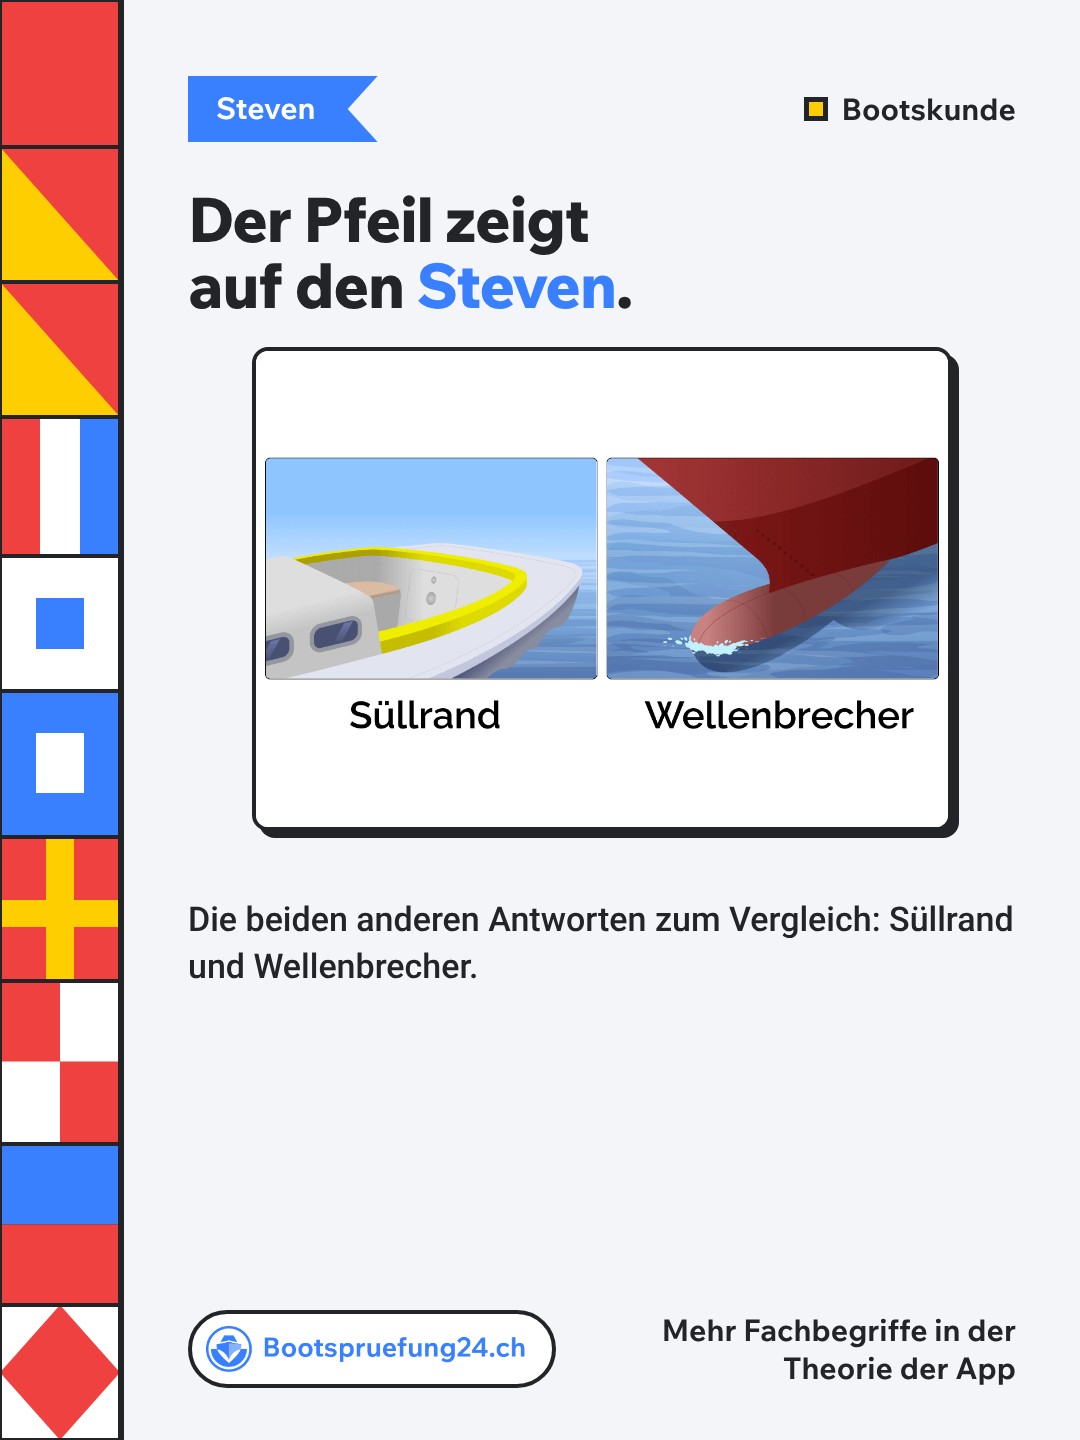 Steven
Bootskunde
Der Pfeil zeigt
auf den Steven.
Süllrand
Wellenbrecher
Die beiden anderen Antworten zum Vergleich: Süllrand
und Wellenbrecher.
Bootspruefung24.ch
Mehr Fachbegriffe in der
Theorie der App